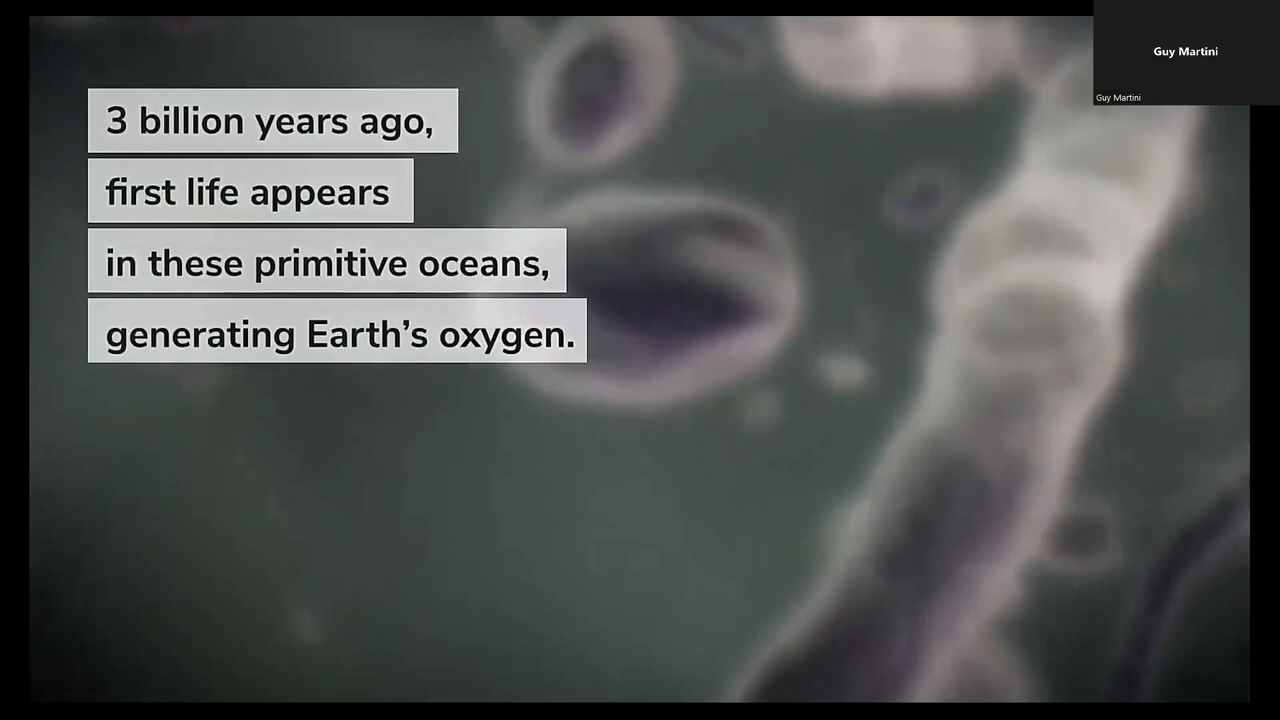 3 billion years ago,
first life appears
in these primitive oceans,
generating Earth’s oxygen.
Guy Martini
Guy Martini